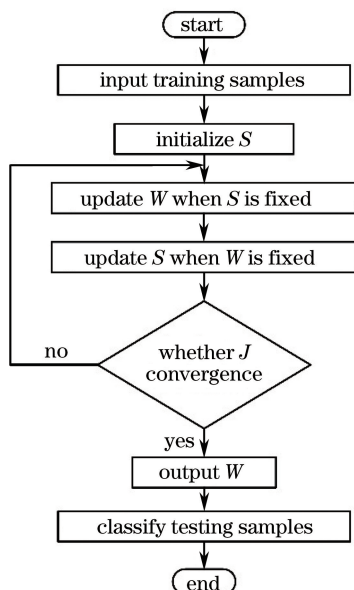 start
input training samples
initialize S
update W when S is fixed
update S when W is fixed
whether J
convergence
no
yes
output W
classify testing samples
end